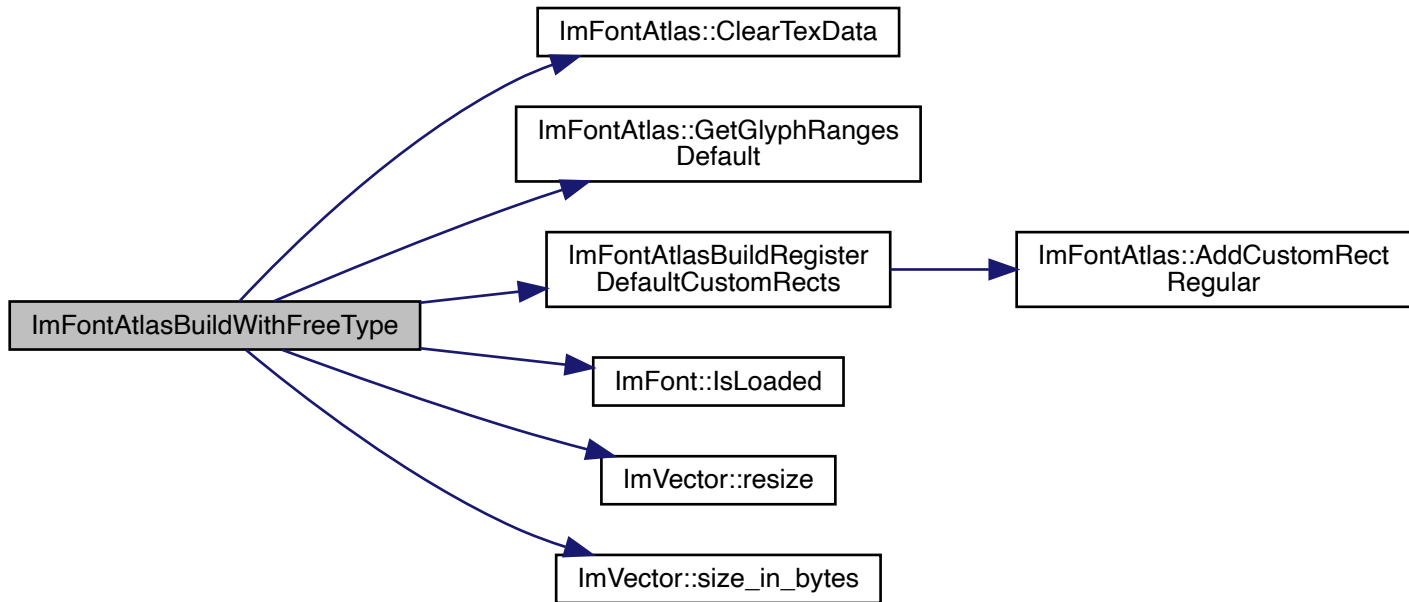 ImFontAtlas::ClearTexData
ImFontAtlas::GetGlyphRanges
Default
ImFontAtlasBuildRegister
DefaultCustomRects
ImFontAtlas::AddCustomRect
Regular
ImFontAtlasBuildWithFreeType
ImFont::IsLoaded
ImVector::resize
ImVector::size_in_bytes